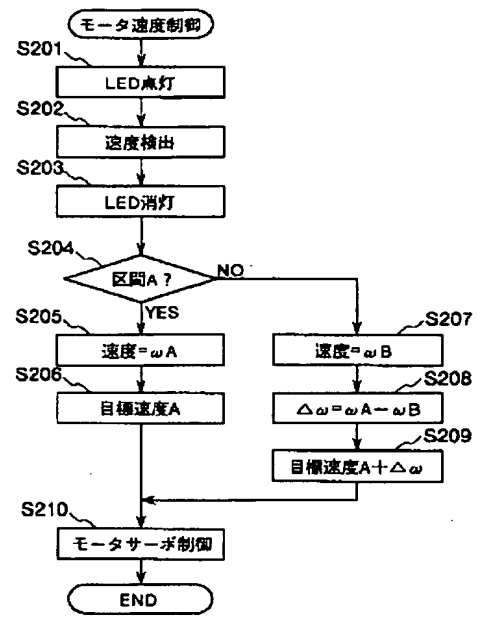 モータ速度制御
S201
LED点灯
S202
速度検出
S203
LED消灯
S204
区間A?
NO
YES
S205
速度=ωA
S206
目標速度A
S207
速度=ωB
S208
△ω=ωA-ωB
S209
目標速度A+△ω
S210
モータサーボ制御
END